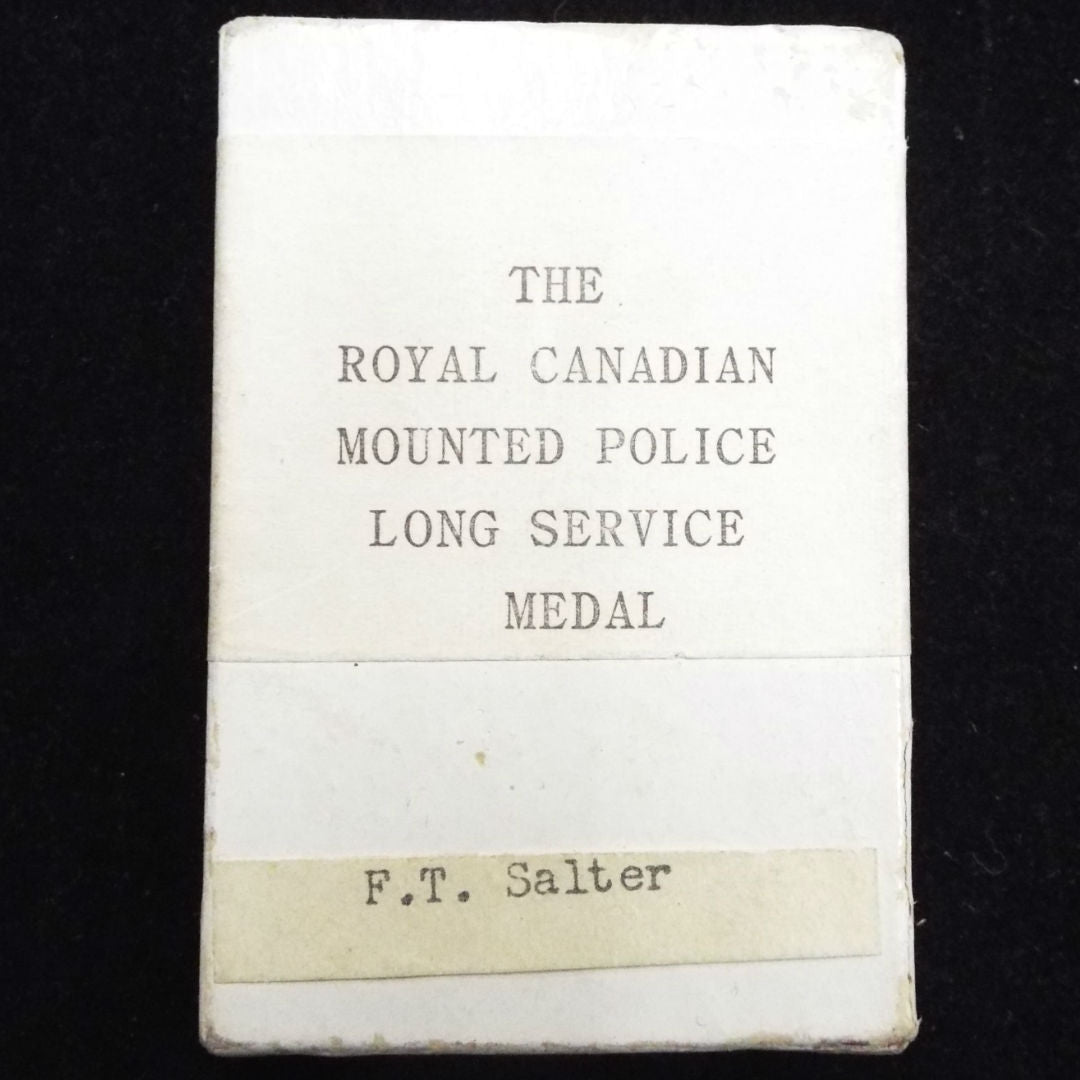 THE
ROYAL CANADIAN
MOUNTED POLICE
LONG SERVICE
MEDAL
F.T. Salter